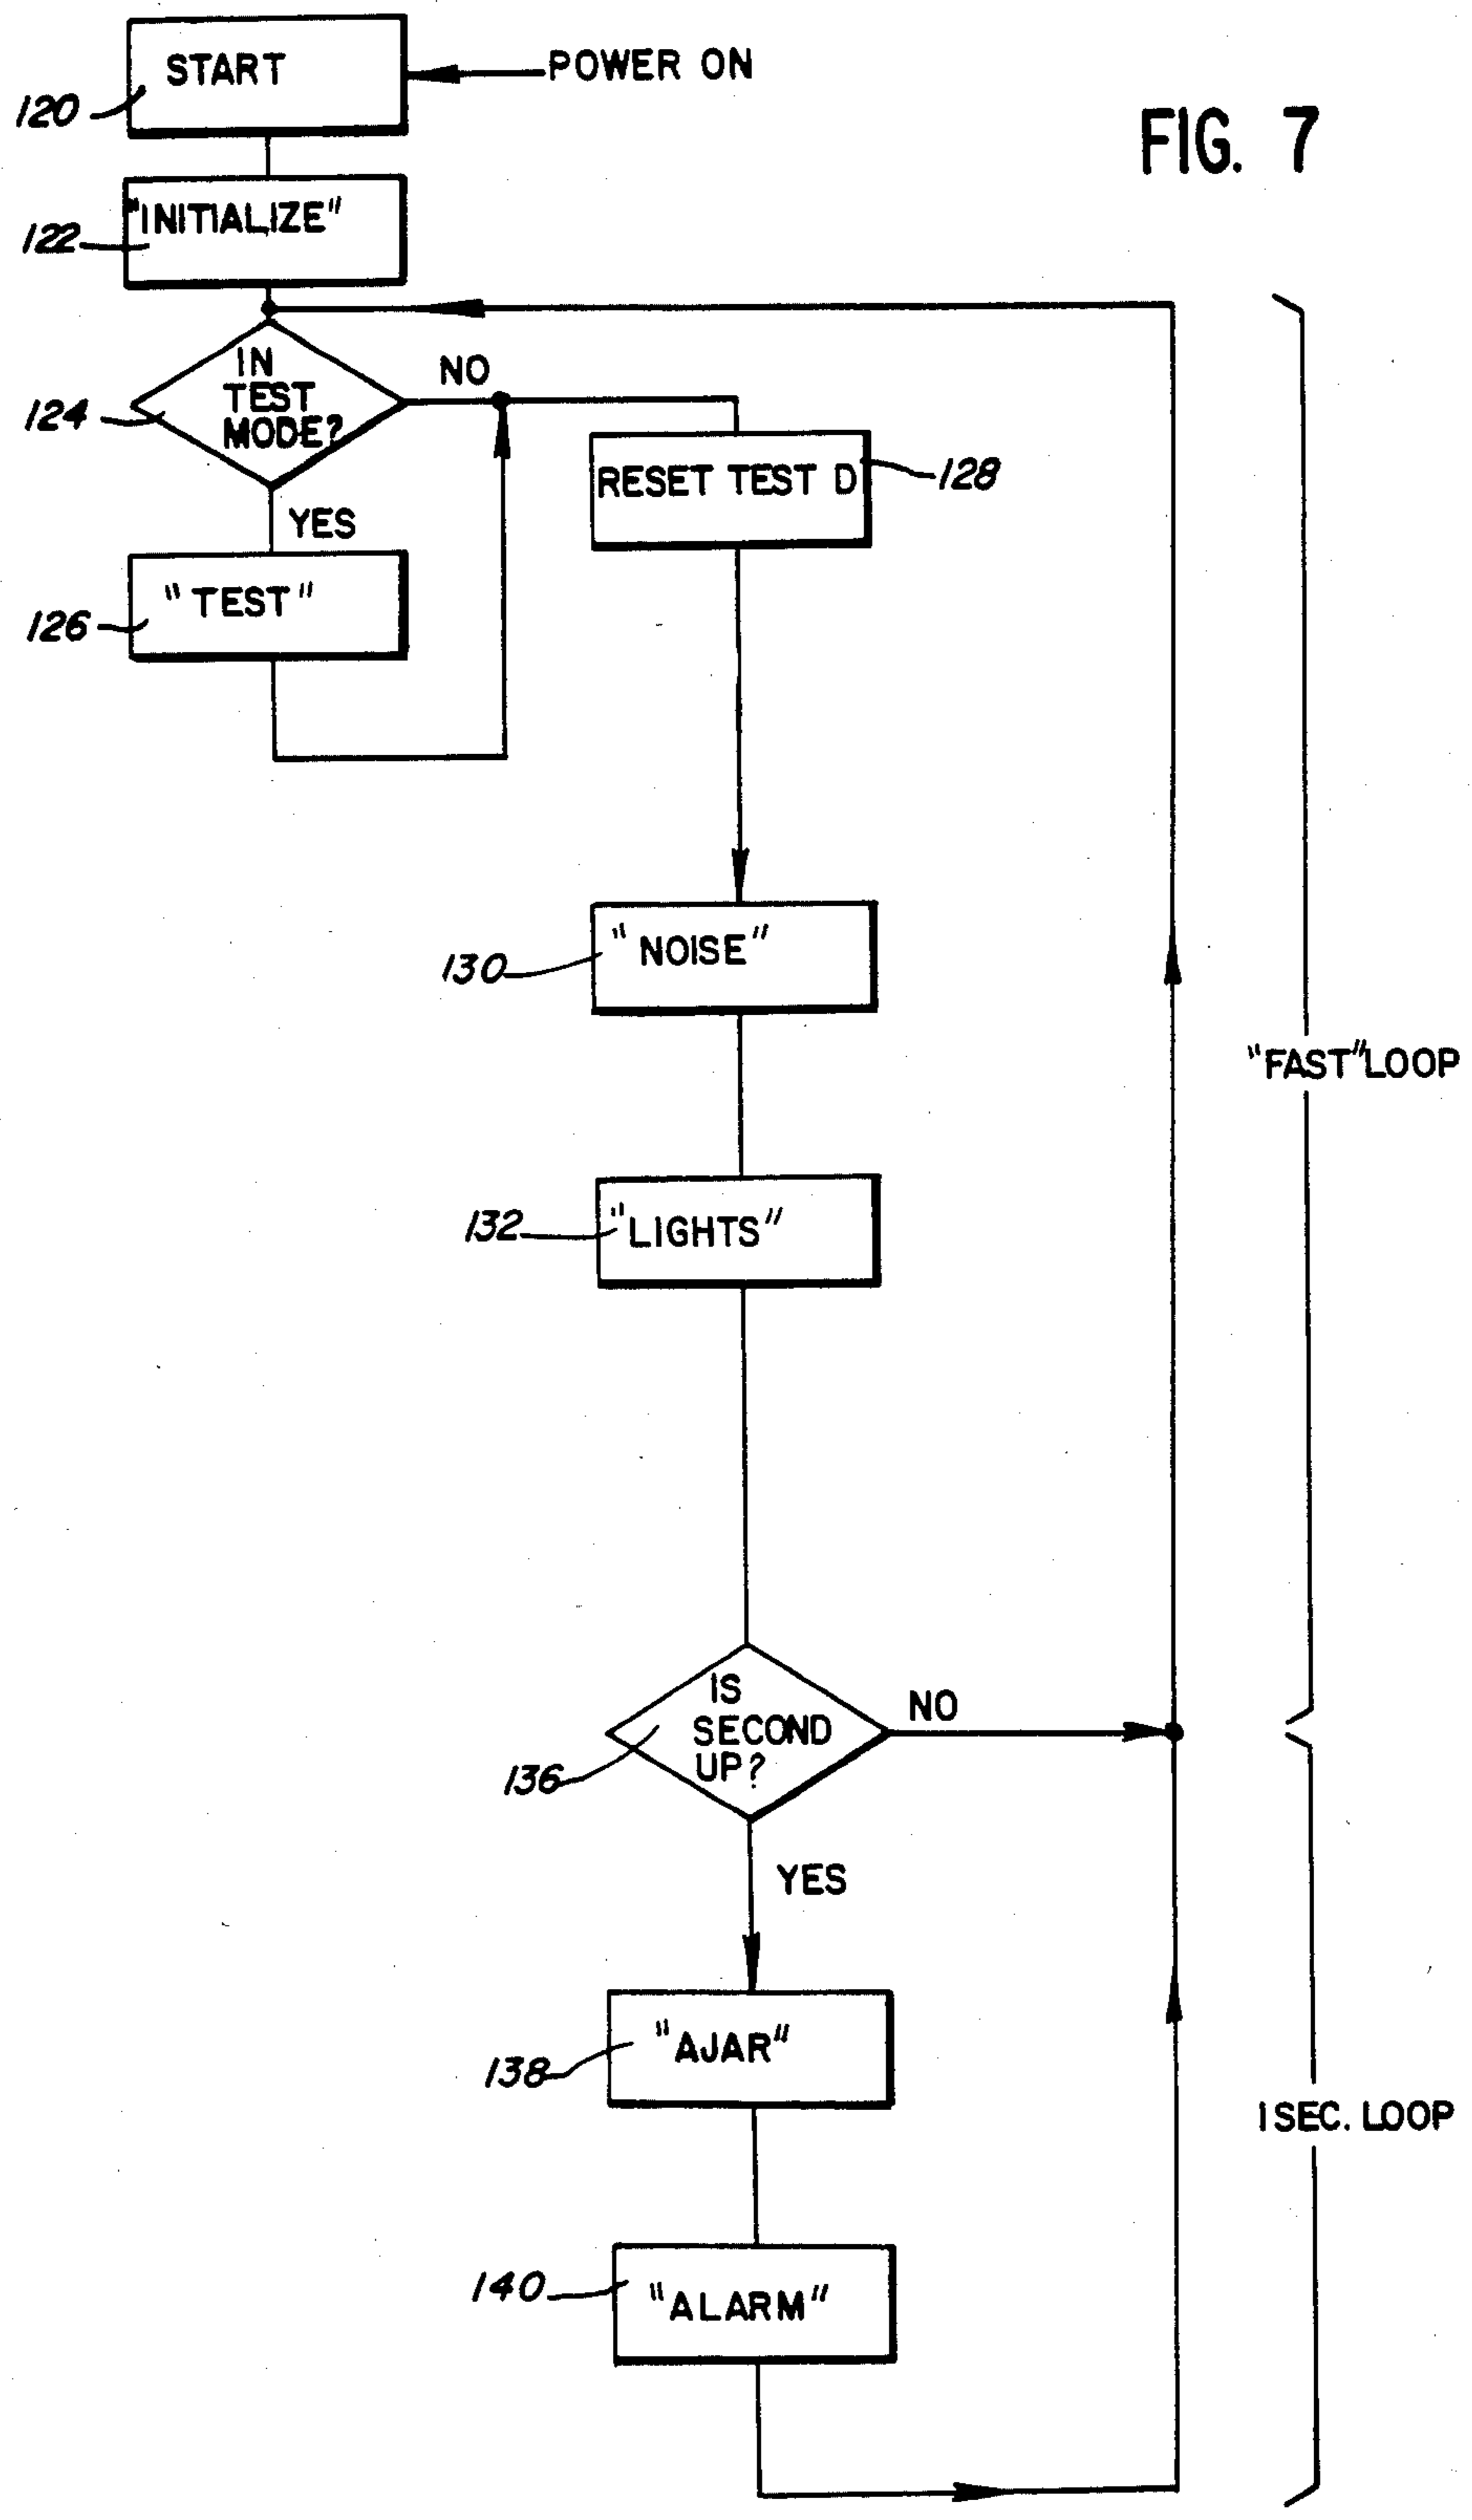 START
POWER ON
120
FIG. 7
"INITIALIZE"
122
IN
TEST
MODE?
NO
124
RESET TEST D
128
YES
"TEST"
126
"NOISE"
130
"FAST" LOOP
"LIGHTS"
132
IS
SECOND
UP?
NO
136
YES
"AJAR"
138
1 SEC. LOOP
"ALARM"
140